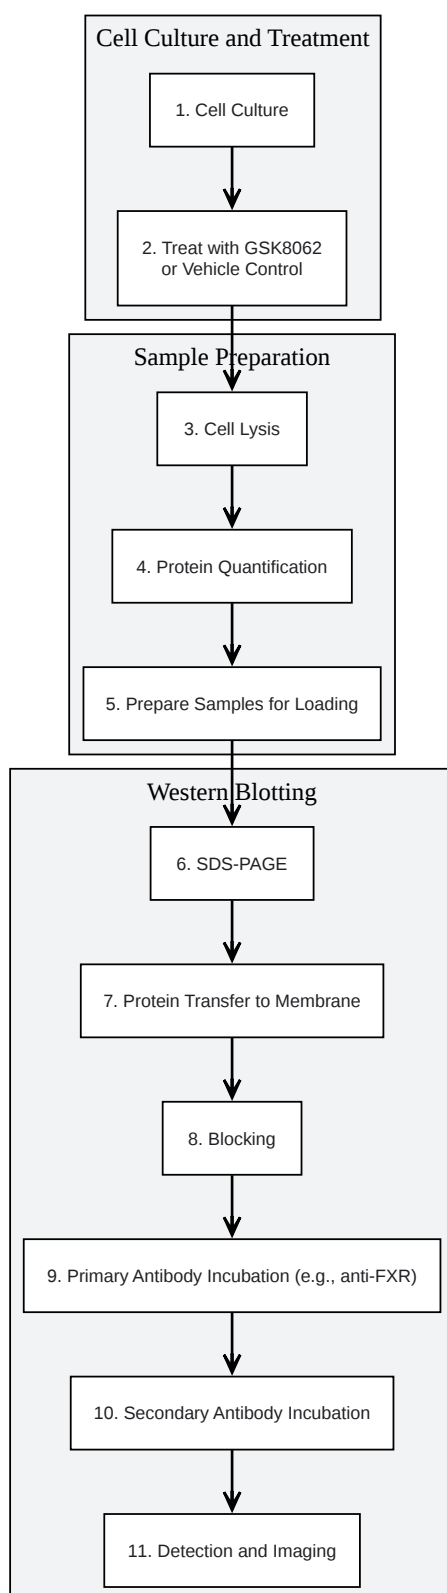 Cell Culture and Treatment
1. Cell Culture
2. Treat with GSK8062
or Vehicle Control
Sample Preparation
3. Cell Lysis
4. Protein Quantification
5. Prepare Samples for Loading
Western Blotting
6. SDS-PAGE
7. Protein Transfer to Membrane
8. Blocking
9. Primary Antibody Incubation (e.g., anti-FXR)
10. Secondary Antibody Incubation
11. Detection and Imaging